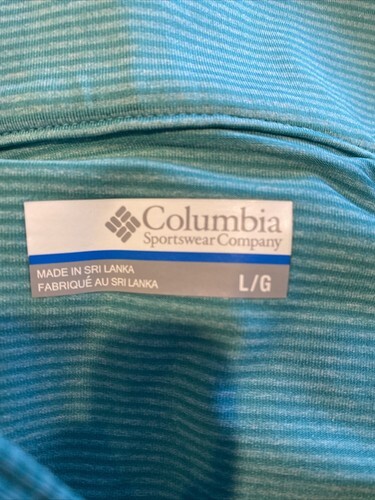 Columbia
Sportswear Company
MADE IN SRI LANKA
FABRIQUÉ AU SRI LANKA
L/G